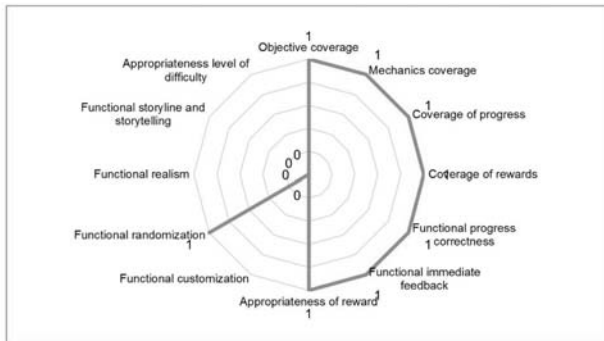 1
Objective coverage
1
Mechanics coverage
Appropriateness level of
difficulty
1
Coverage of progress
Functional storyline and
storytelling
0
0
0
Functional realism
1
Coverage of rewards
0
Functional randomization
1
Functional progress
correctness
1
Functional customization
Functional immediate
feedback
1
Appropriateness of reward
1